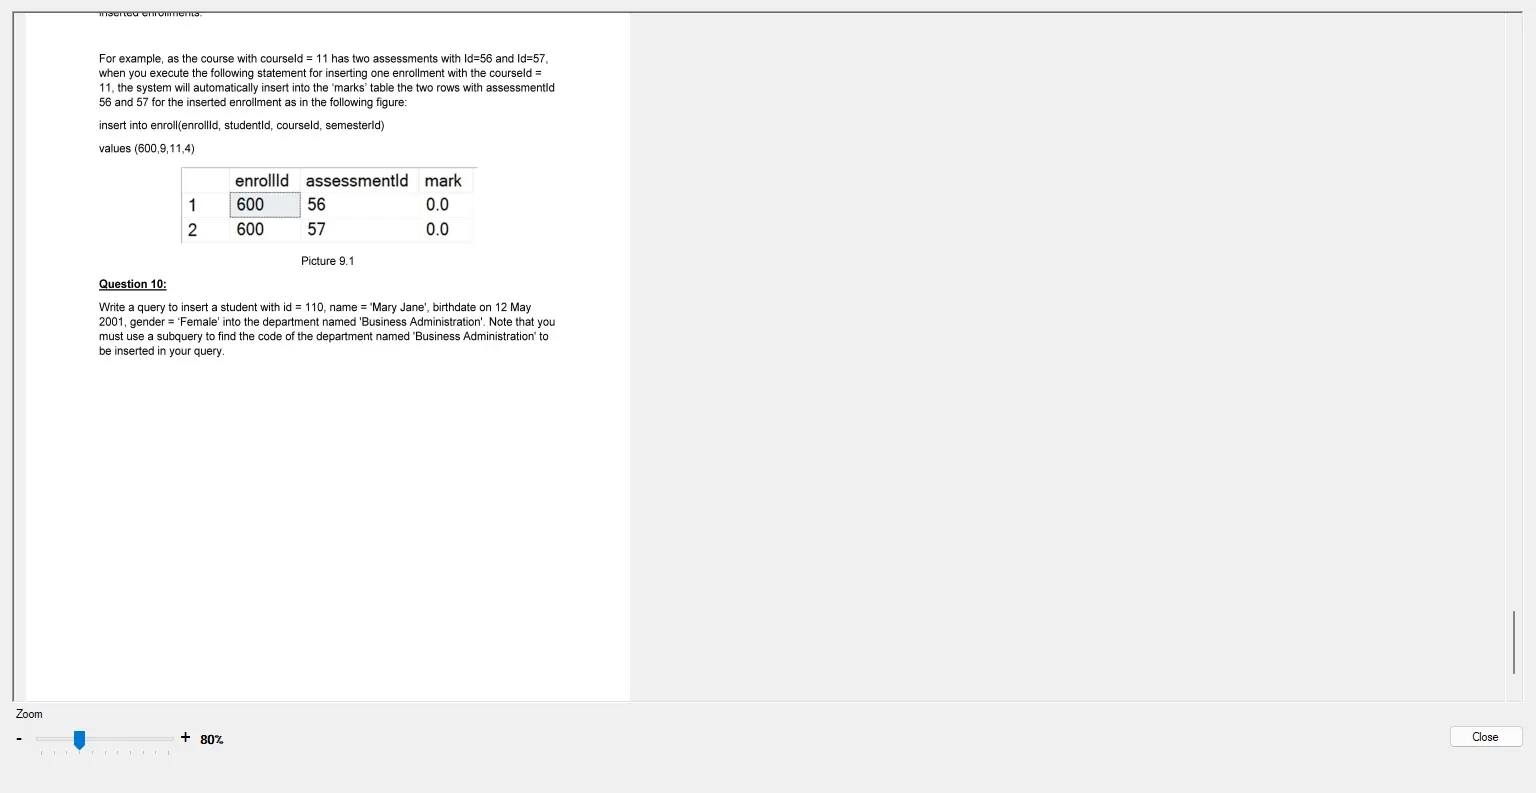 inserted enrollments.
For example, as the course with courseId = 11 has two assessments with Id=56 and Id=57,
when you execute the following statement for inserting one enrollment with the courseId =
11, the system will automatically insert into the 'marks' table the two rows with assessmentId
56 and 57 for the inserted enrollment as in the following figure:
insert into enroll(enrollId, studentId, courseId, semesterId)
values (600,9,11,4)
enrollId assessmentId mark
1 600 56 0.0
2 600 57 0.0
Picture 9.1
Question 10:
Write a query to insert a student with id = 110, name = 'Mary Jane', birthdate on 12 May
2001, gender = ‘Female’ into the department named 'Business Administration'. Note that you
must use a subquery to find the code of the department named 'Business Administration' to
be inserted in your query.
Zoom
- + 80%
Close